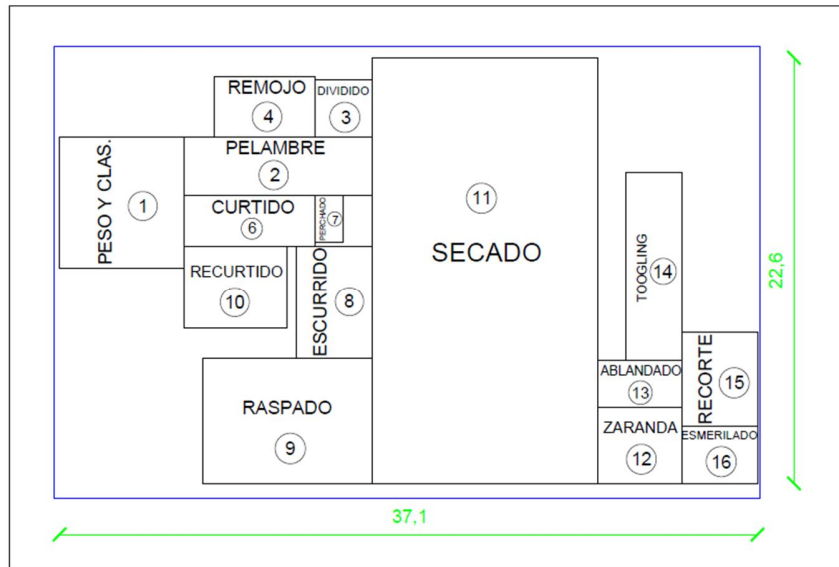 REMOJO
4
DIVIDIDO
3
PELAMBRE
2
PESO Y CLAS.
1
CURTIDO
6
PERCHADO
7
RECURTIDO
10
ESCURRIDO
8
RASPADO
9
11
SECADO
TOOGLING
14
ABLANDADO
13
RECORTE
15
ZARANDA
12
ESMERILADO
16
22,6
37,1